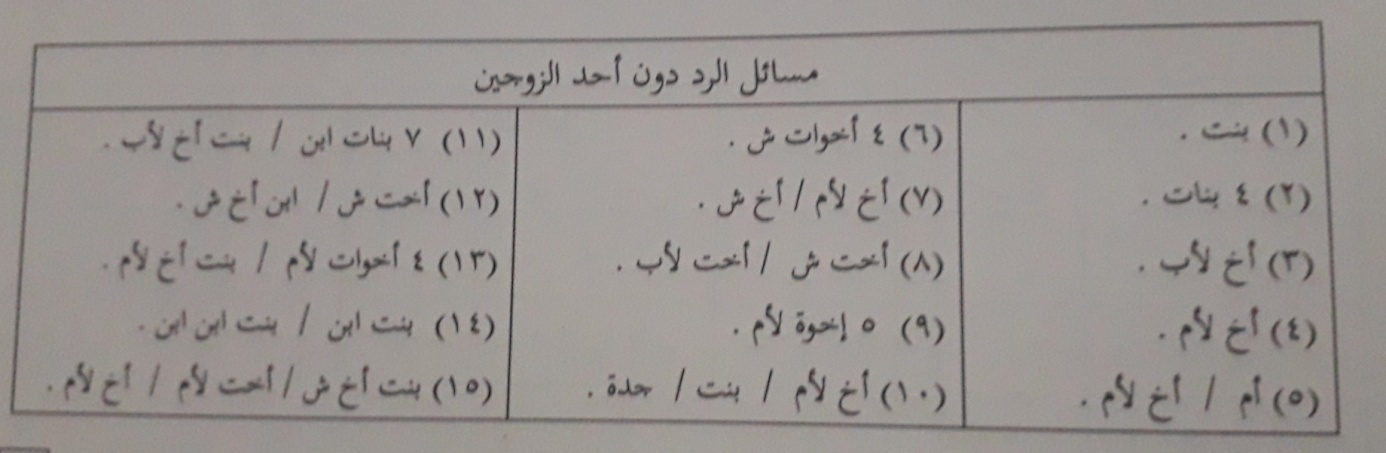 مسائل الرد دون أحد الزوجين
(١) بنت .
(٢) ٤ بنات .
(٣) أخ لأب .
(٤) أخ لأم .
(٥) أم / أخ لأم .
(٦) ٤ أخوات ش .
(٧) أخ لأم / أخ ش .
(٨) أخت ش / أخت لأب .
(٩) ٥ إخوة لأم .
(١٠) أخ لأم / بنت / جدة .
(١١) ٧ بنات ابن / بنت أخ لأب .
(١٢) أخت ش / ابن أخ ش .
(١٣) ٤ أخوات لأم / بنت أخ لأم .
(١٤) بنت ابن / بنت ابن ابن .
(١٥) بنت أخ ش / أخت لأم / أخ لأم .